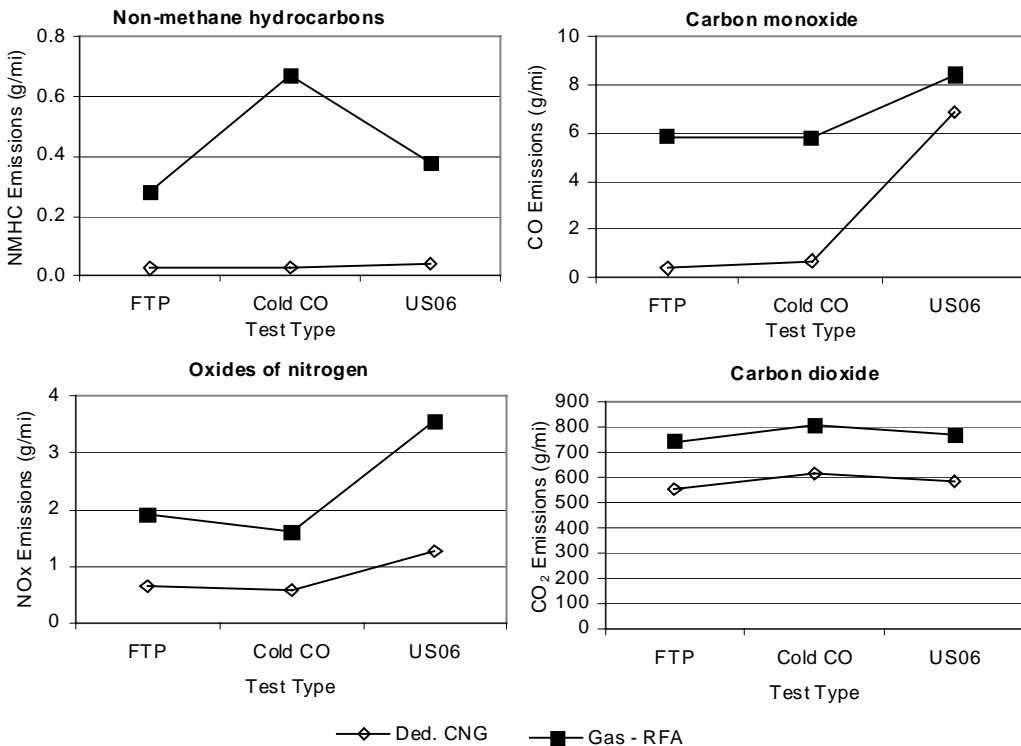 Non-methane hydrocarbons
NMHC Emissions (g/mi)
0.8
0.6
0.4
0.2
0.0
FTP Cold CO US06
Test Type
Carbon monoxide
CO Emissions (g/mi)
10
8
6
4
2
0
FTP Cold CO US06
Test Type
Oxides of nitrogen
NOx Emissions (g/mi)
4
3
2
1
0
FTP Cold CO US06
Test Type
Carbon dioxide
CO₂ Emissions (g/mi)
900
800
700
600
500
400
300
200
100
0
FTP Cold CO US06
Test Type
Ded. CNG Gas - RFA